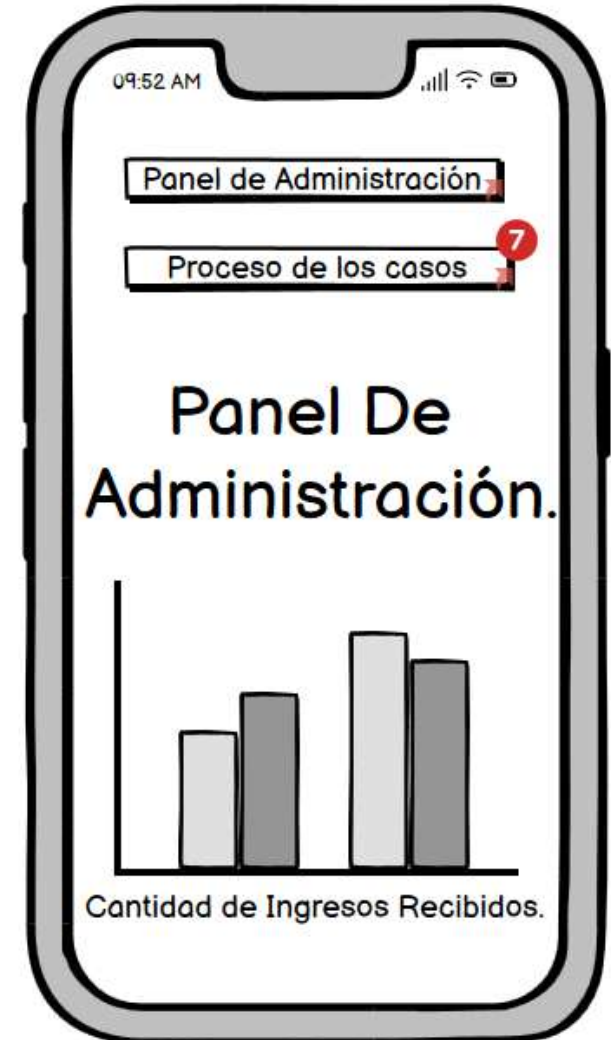 09:52 AM
Panel de Administración
7
Proceso de los casos
Panel De
Administración.
Cantidad de Ingresos Recibidos.